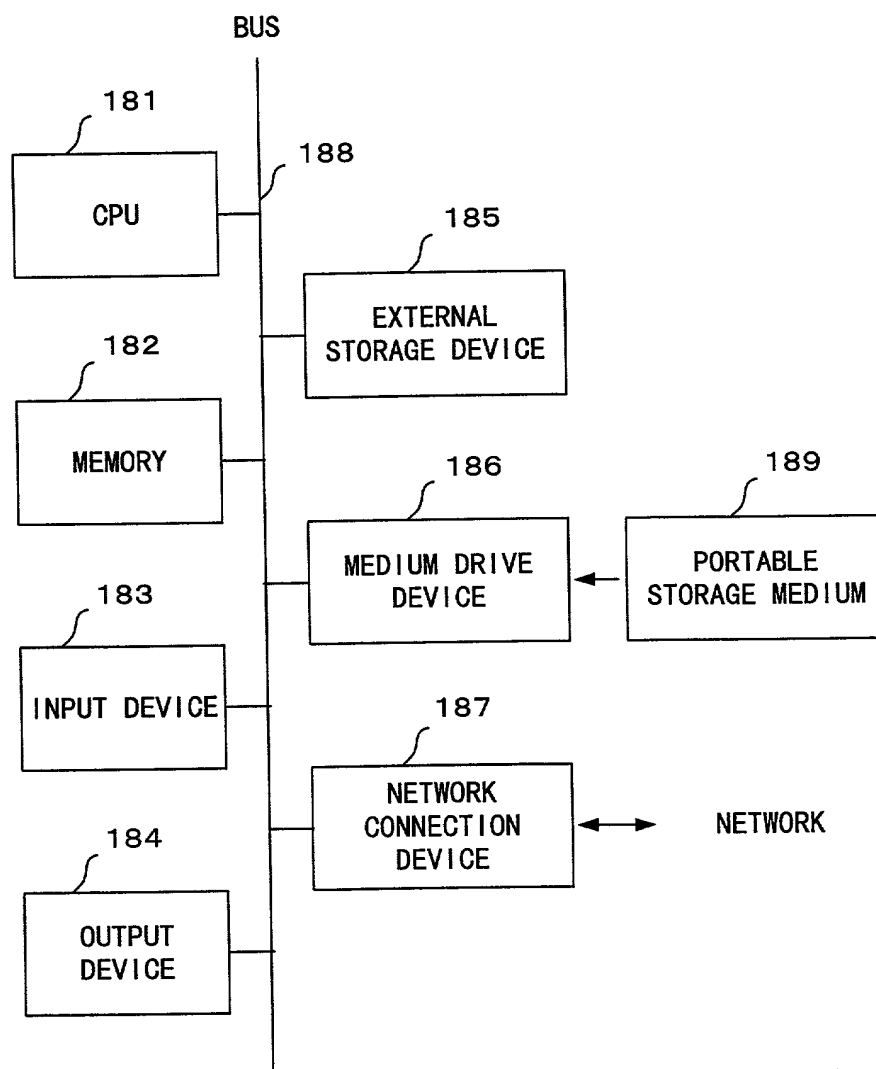 BUS
181
188
CPU
185
EXTERNAL
STORAGE DEVICE
182
MEMORY
186
189
MEDIUM DRIVE
DEVICE
PORTABLE
STORAGE MEDIUM
183
INPUT DEVICE
187
NETWORK
CONNECTION
DEVICE
NETWORK
184
OUTPUT
DEVICE